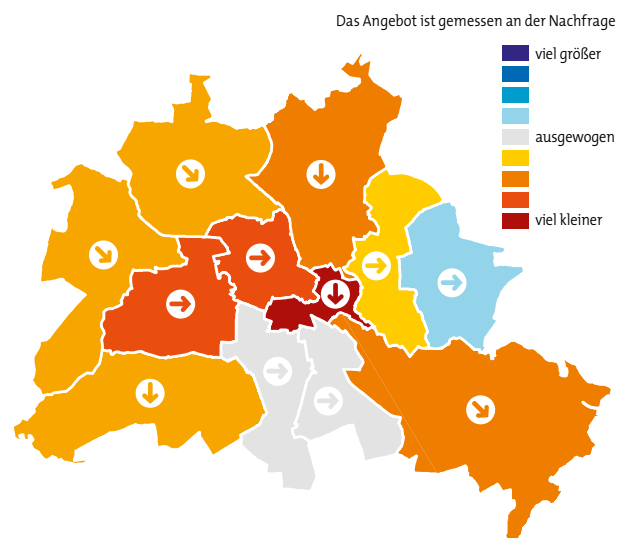 Das Angebot ist gemessen an der Nachfrage
viel größer
ausgewogen
viel kleiner